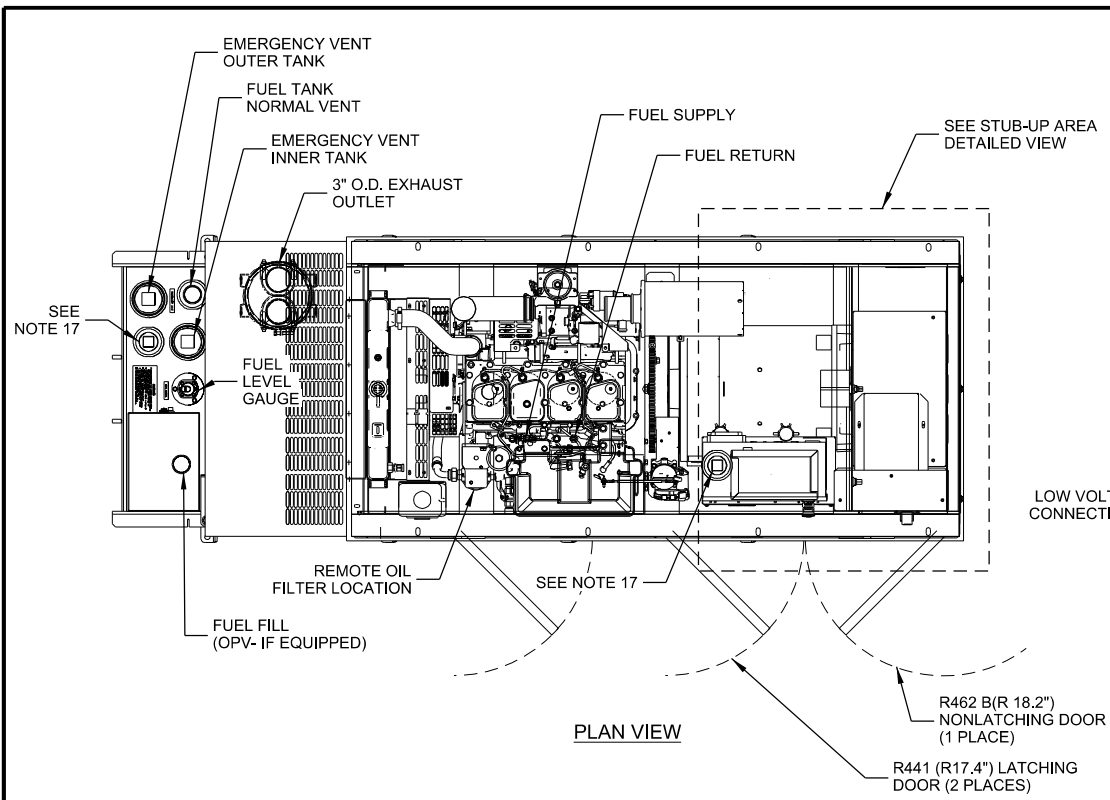 EMERGENCY VENT
OUTER TANK
FUEL TANK
NORMAL VENT
EMERGENCY VENT
INNER TANK
3" O.D. EXHAUST
OUTLET
FUEL SUPPLY
FUEL RETURN
SEE STUB-UP AREA
DETAILED VIEW
SEE
NOTE 17
FUEL
LEVEL
GAUGE
LOW VOLT
CONNECTI
REMOTE OIL
FILTER LOCATION
SEE NOTE 17
FUEL FILL
(OPV- IF EQUIPPED)
PLAN VIEW
R462 B(R 18.2")
NONLATCHING DOOR
(1 PLACE)
R441 (R17.4") LATCHING
DOOR (2 PLACES)